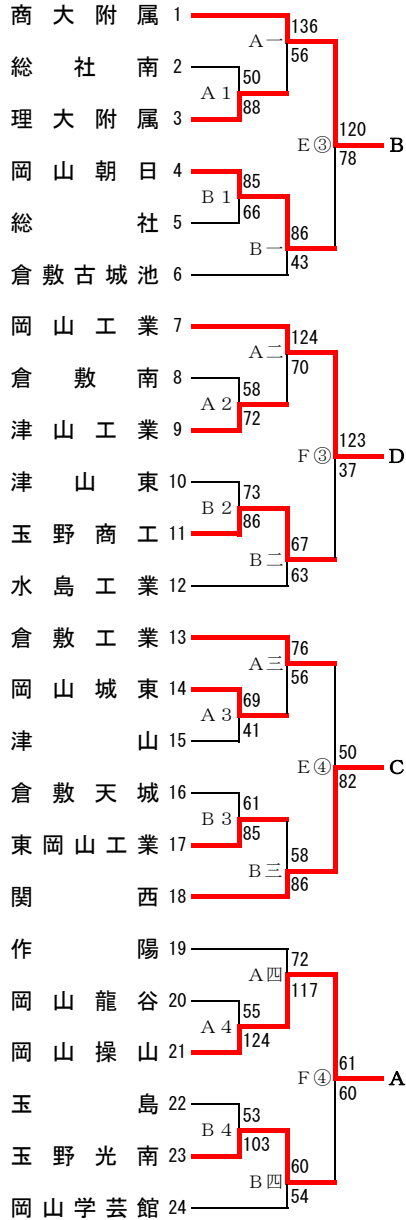 商大附属 1
136
A一
56
総社南 2
50
A1
88
理大附属 3
120
E③ B
78
岡山朝日 4
85
B1
66
総社 5
86
B一
43
倉敷古城池 6
岡山工業 7
124
A二
70
倉敷南 8
58
A2
72
津山工業 9
123
F③ D
37
津山東 10
73
B2
86
玉野商工 11
67
B二
63
水島工業 12
倉敷工業 13
76
A三
56
岡山城東 14
69
A3
41
津山 15
50
E④ C
82
倉敷天城 16
61
B3
85
東岡山工業 17
58
B三
86
関西 18
作陽 19
72
A四
117
岡山龍谷 20
55
A4
124
岡山操山 21
61
F④ A
60
玉島 22
53
B4
103
玉野光南 23
60
B四
54
岡山学芸館 24